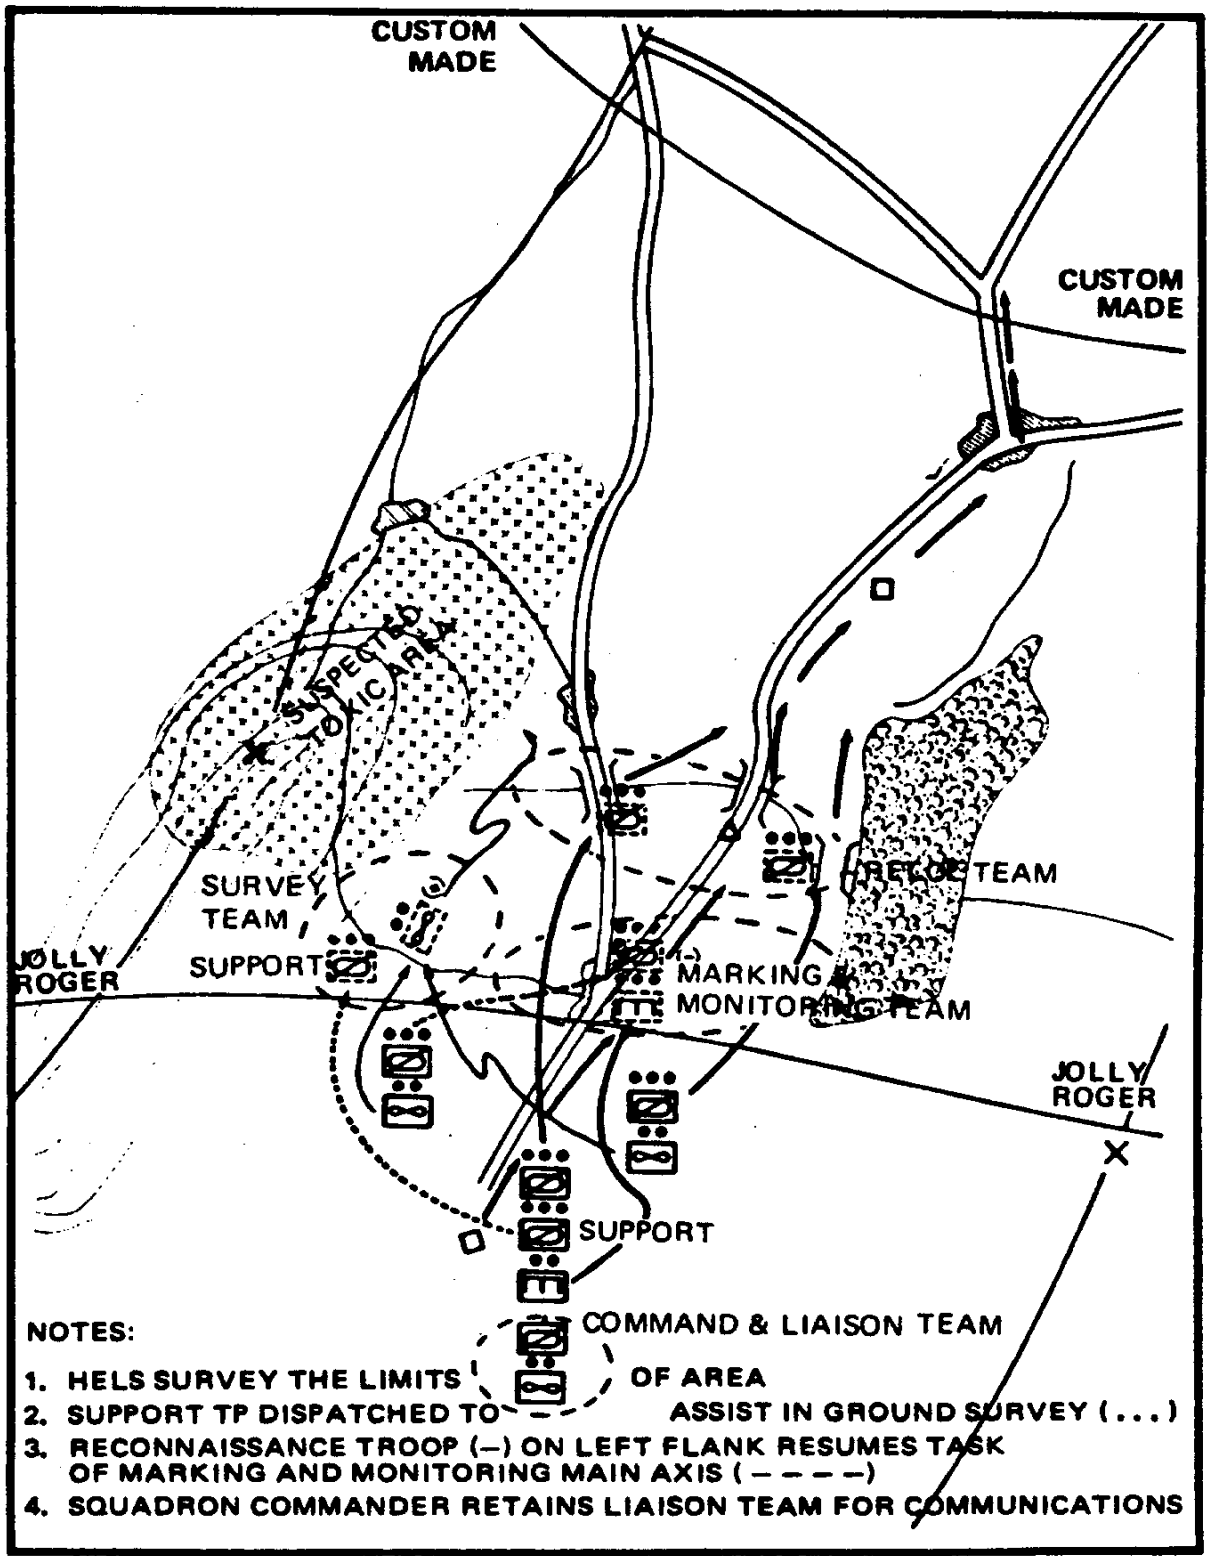 CUSTOM
MADE
CUSTOM
MADE
SUSPECTED
TOXIC AREA
SURVEY
TEAM
RELOC TEAM
SUPPORT
JOLLY
ROGER
MARKING &
MONITORING TEAM
JOLLY
ROGER
SUPPORT
COMMAND & LIAISON TEAM
NOTES:
1. HELS SURVEY THE LIMITS OF AREA
2. SUPPORT TP DISPATCHED TO ASSIST IN GROUND SURVEY (...)
3. RECONNAISSANCE TROOP (—) ON LEFT FLANK RESUMES TASK
OF MARKING AND MONITORING MAIN AXIS (– – – –)
4. SQUADRON COMMANDER RETAINS LIAISON TEAM FOR COMMUNICATIONS